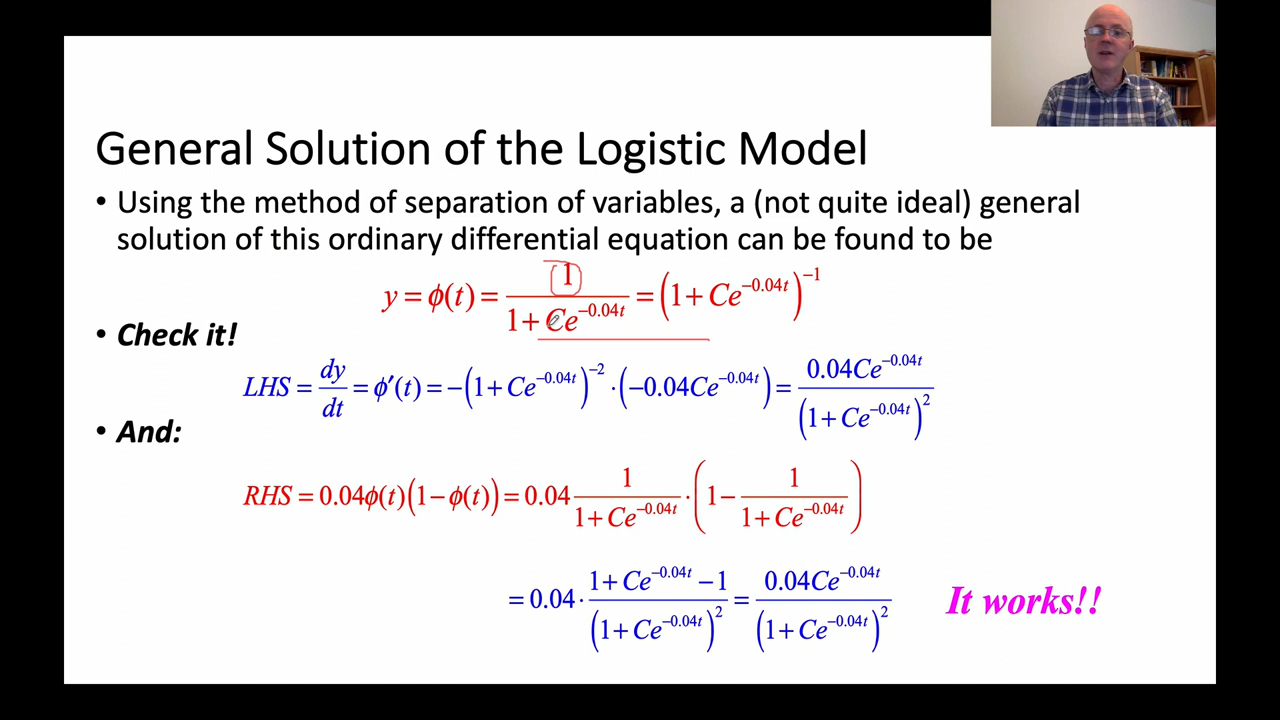 General Solution of the Logistic Model
• Using the method of separation of variables, a (not quite ideal) general
solution of this ordinary differential equation can be found to be
y = ϕ(t) = 1 / (1 + Ce^(−0.04t)) = (1 + Ce^(−0.04t))^(−1)
• Check it!
LHS = dy/dt = ϕ′(t) = −(1 + Ce^(−0.04t))^(−2) · (−0.04Ce^(−0.04t)) = 0.04Ce^(−0.04t) / (1 + Ce^(−0.04t))^2
• And:
RHS = 0.04ϕ(t)(1 − ϕ(t)) = 0.04 1 / (1 + Ce^(−0.04t)) · (1 − 1 / (1 + Ce^(−0.04t)))
= 0.04 · (1 + Ce^(−0.04t) − 1) / (1 + Ce^(−0.04t))^2 = 0.04Ce^(−0.04t) / (1 + Ce^(−0.04t))^2
It works!!